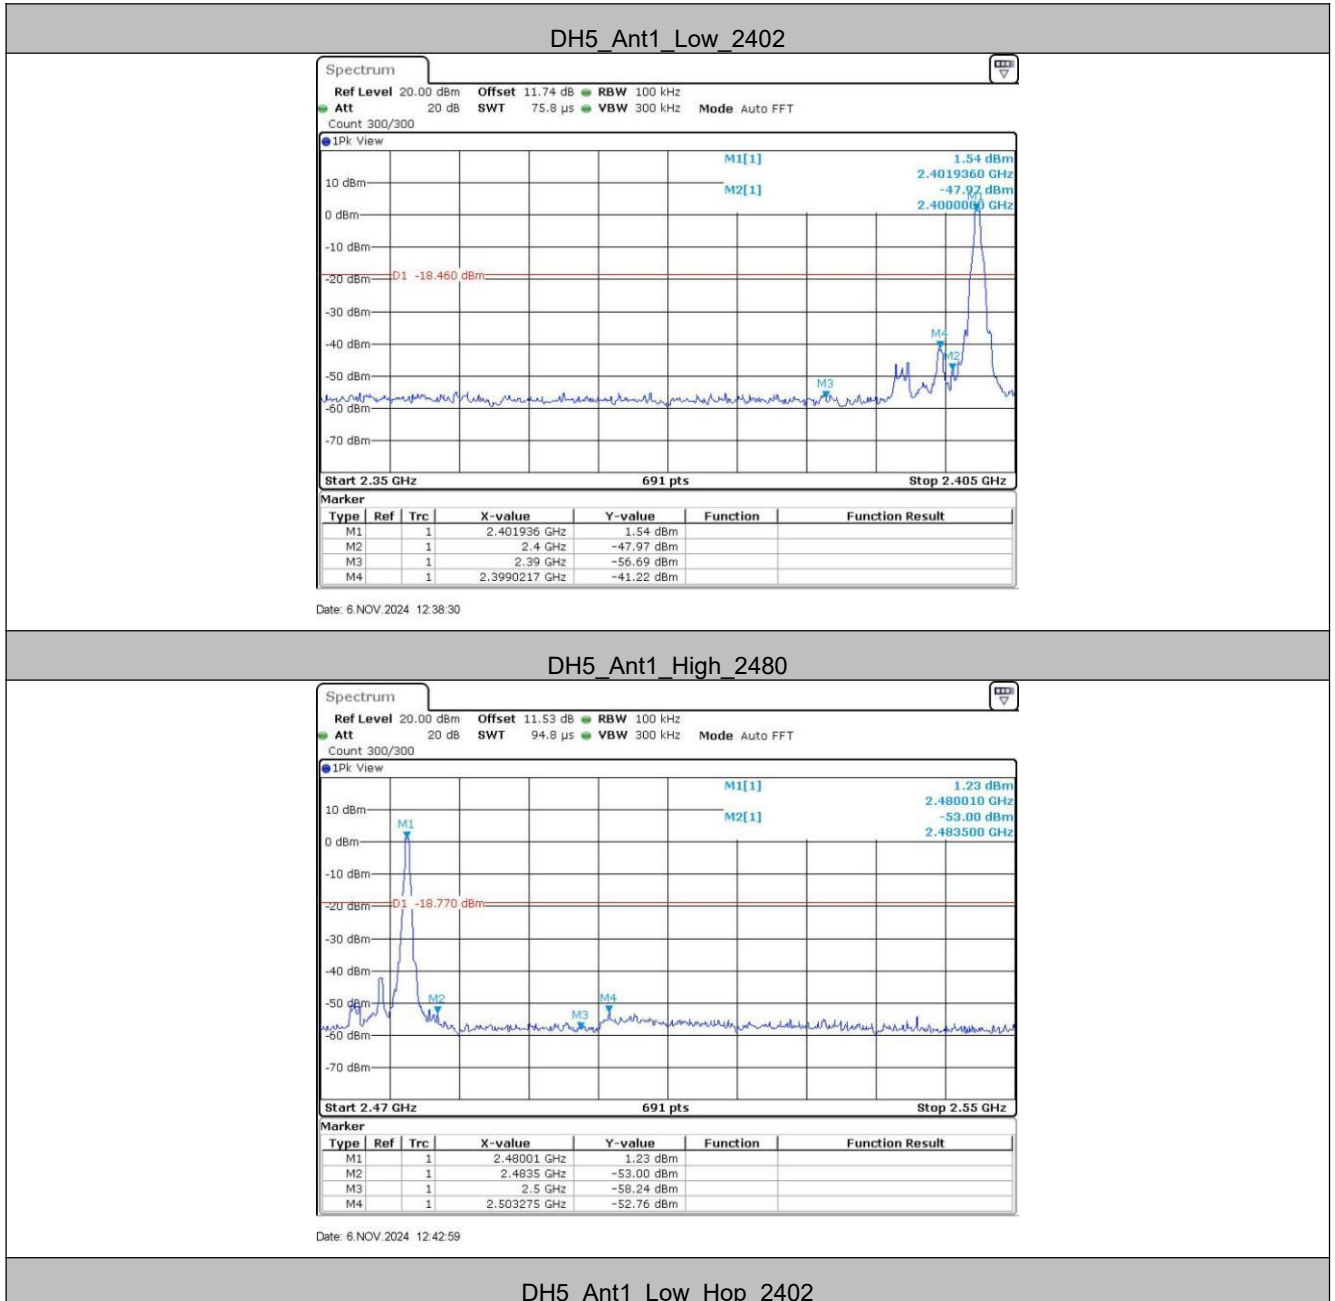 DH5_Ant1_Low_2402
Spectrum
Ref Level 20.00 dBm Offset 11.74 dB RBW 100 kHz
Att 20 dB SWT 75.8 µs VBW 300 kHz Mode Auto FFT
Count 300/300
1Pk View
M1[1] 1.54 dBm
2.4019360 GHz
M2[1] -47.97 dBm
2.4000000 GHz
M1
10 dBm
0 dBm
-10 dBm
D1 -18.460 dBm
-20 dBm
-30 dBm
M4
-40 dBm
M2
-50 dBm
M3
-60 dBm
-70 dBm
Start 2.35 GHz 691 pts Stop 2.405 GHz
Marker
Type Ref Trc X-value Y-value Function Function Result
M1 1 2.401936 GHz 1.54 dBm
M2 1 2.4 GHz -47.97 dBm
M3 1 2.39 GHz -56.69 dBm
M4 1 2.3990217 GHz -41.22 dBm
Date: 6.NOV.2024 12:38:30
DH5_Ant1_High_2480
Spectrum
Ref Level 20.00 dBm Offset 11.53 dB RBW 100 kHz
Att 20 dB SWT 94.8 µs VBW 300 kHz Mode Auto FFT
Count 300/300
1Pk View
M1[1] 1.23 dBm
2.480010 GHz
M2[1] -53.00 dBm
2.483500 GHz
10 dBm
M1
0 dBm
-10 dBm
D1 -18.770 dBm
-20 dBm
-30 dBm
-40 dBm
M2
M4
-50 dBm
M3
-60 dBm
-70 dBm
Start 2.47 GHz 691 pts Stop 2.55 GHz
Marker
Type Ref Trc X-value Y-value Function Function Result
M1 1 2.48001 GHz 1.23 dBm
M2 1 2.4835 GHz -53.00 dBm
M3 1 2.5 GHz -58.24 dBm
M4 1 2.503275 GHz -52.76 dBm
Date: 6.NOV.2024 12:42:59
DH5_Ant1_Low_Hop_2402